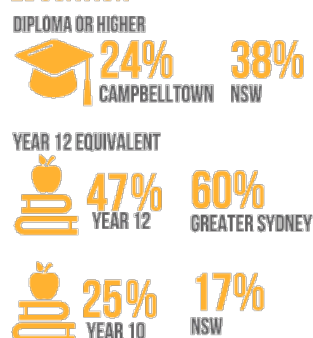 DIPLOMA OR HIGHER
24% 38%
CAMPBELLTOWN NSW
YEAR 12 EQUIVALENT
47% 60%
YEAR 12 GREATER SYDNEY
25% 17%
YEAR 10 NSW